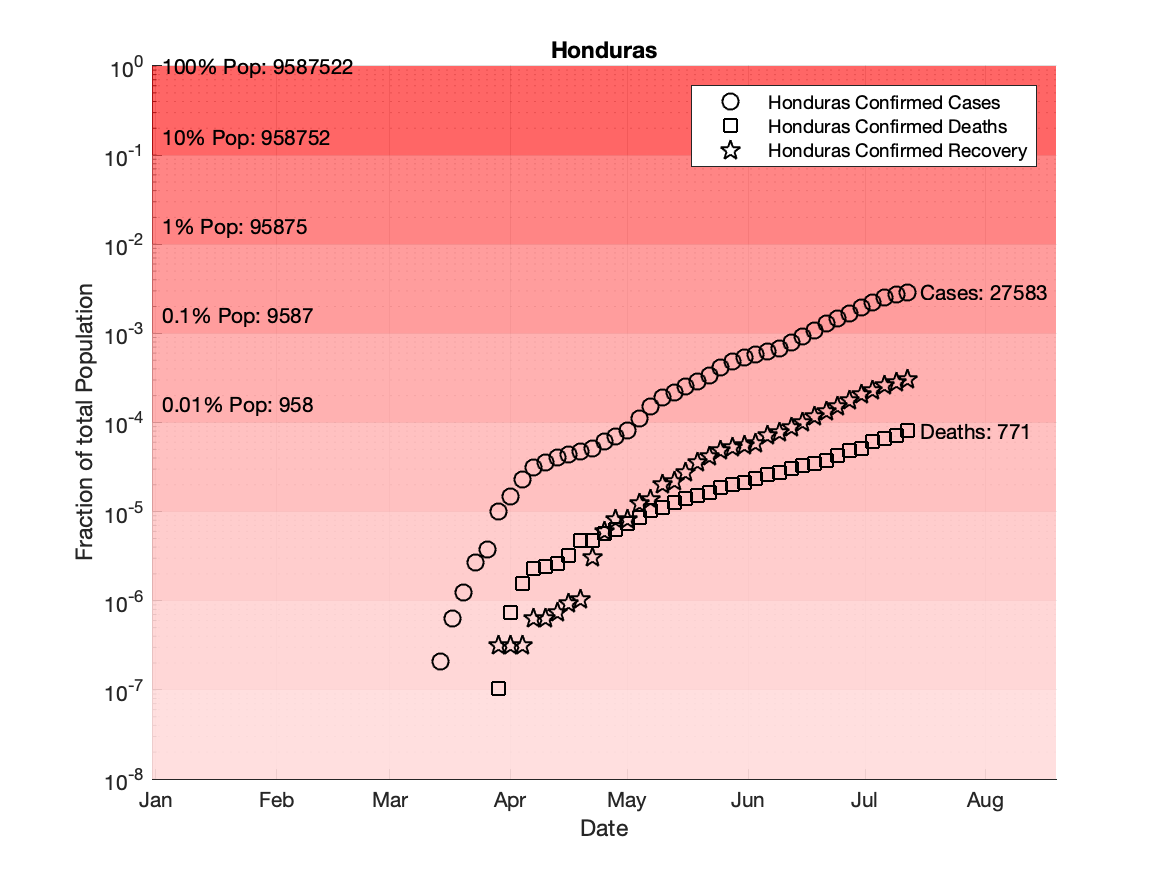 Honduras
10^0
100% Pop: 9587522
Honduras Confirmed Cases
Honduras Confirmed Deaths
Honduras Confirmed Recovery
10% Pop: 958752
10^-1
1% Pop: 95875
10^-2
Cases: 27583
0.1% Pop: 9587
10^-3
0.01% Pop: 958
10^-4
Deaths: 771
10^-5
10^-6
10^-7
10^-8
Fraction of total Population
Jan Feb Mar Apr May Jun Jul Aug
Date